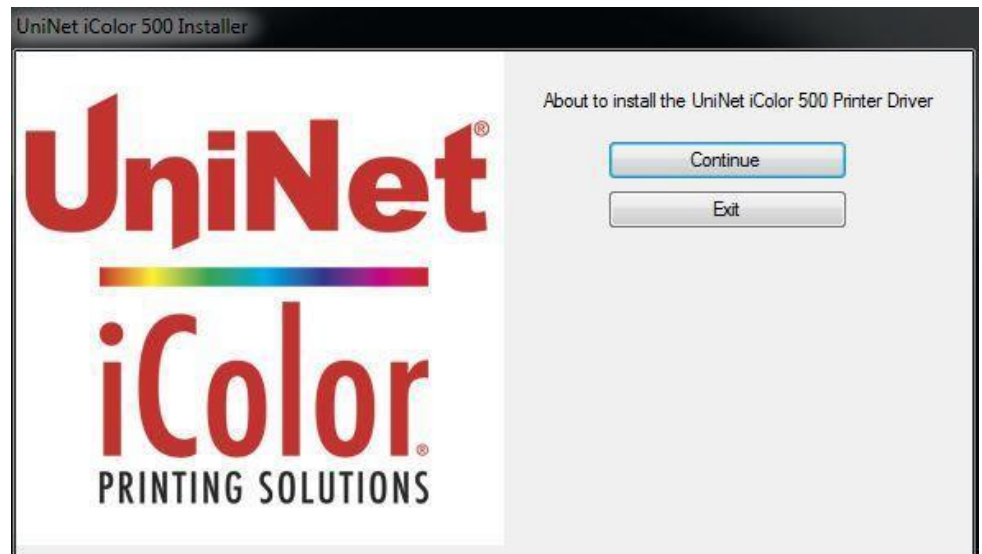 UniNet iColor 500 Installer
UniNet®
iColor®
PRINTING SOLUTIONS
About to install the UniNet iColor 500 Printer Driver
Continue
Exit